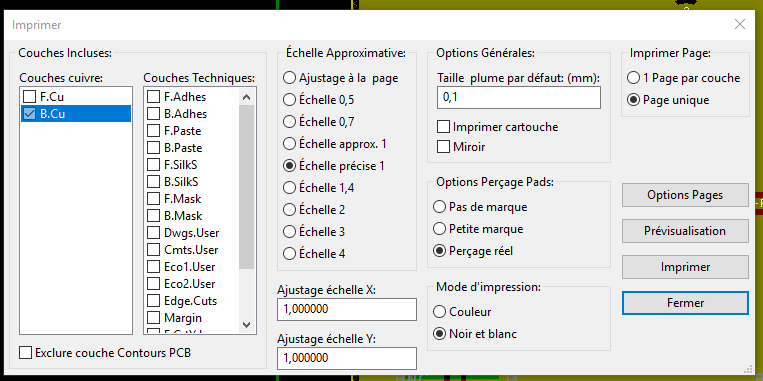 Imprimer
Couches Incluses:
Couches cuivre:
F.Cu
B.Cu
Couches Techniques:
F.Adhes
B.Adhes
F.Paste
B.Paste
F.SilkS
B.SilkS
F.Mask
B.Mask
Dwgs.User
Cmts.User
Eco1.User
Eco2.User
Edge.Cuts
Margin
Exclure couche Contours PCB
Échelle Approximative:
Ajustage à la page
Échelle 0,5
Échelle 0,7
Échelle approx. 1
Échelle précise 1
Échelle 1,4
Échelle 2
Échelle 3
Échelle 4
Ajustage échelle X:
1,000000
Ajustage échelle Y:
1,000000
Options Générales:
Taille plume par défaut: (mm):
0,1
Imprimer cartouche
Miroir
Options Perçage Pads:
Pas de marque
Petite marque
Perçage réel
Mode d'impression:
Couleur
Noir et blanc
Imprimer Page:
1 Page par couche
Page unique
Options Pages
Prévisualisation
Imprimer
Fermer